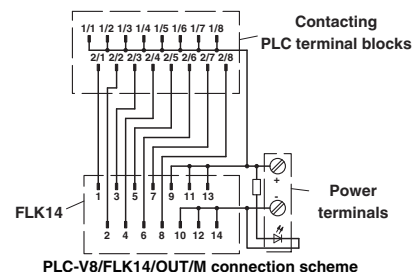 1/1 1/2 1/3 1/4 1/5 1/6 1/7 1/8
Contacting
PLC terminal blocks
2/1 2/2 2/3 2/4 2/5 2/6 2/7 2/8
1 3 5 7 9 11 13
+
-
FLK14
Power
terminals
2 4 6 8 10 12 14
PLC-V8/FLK14/OUT/M connection scheme